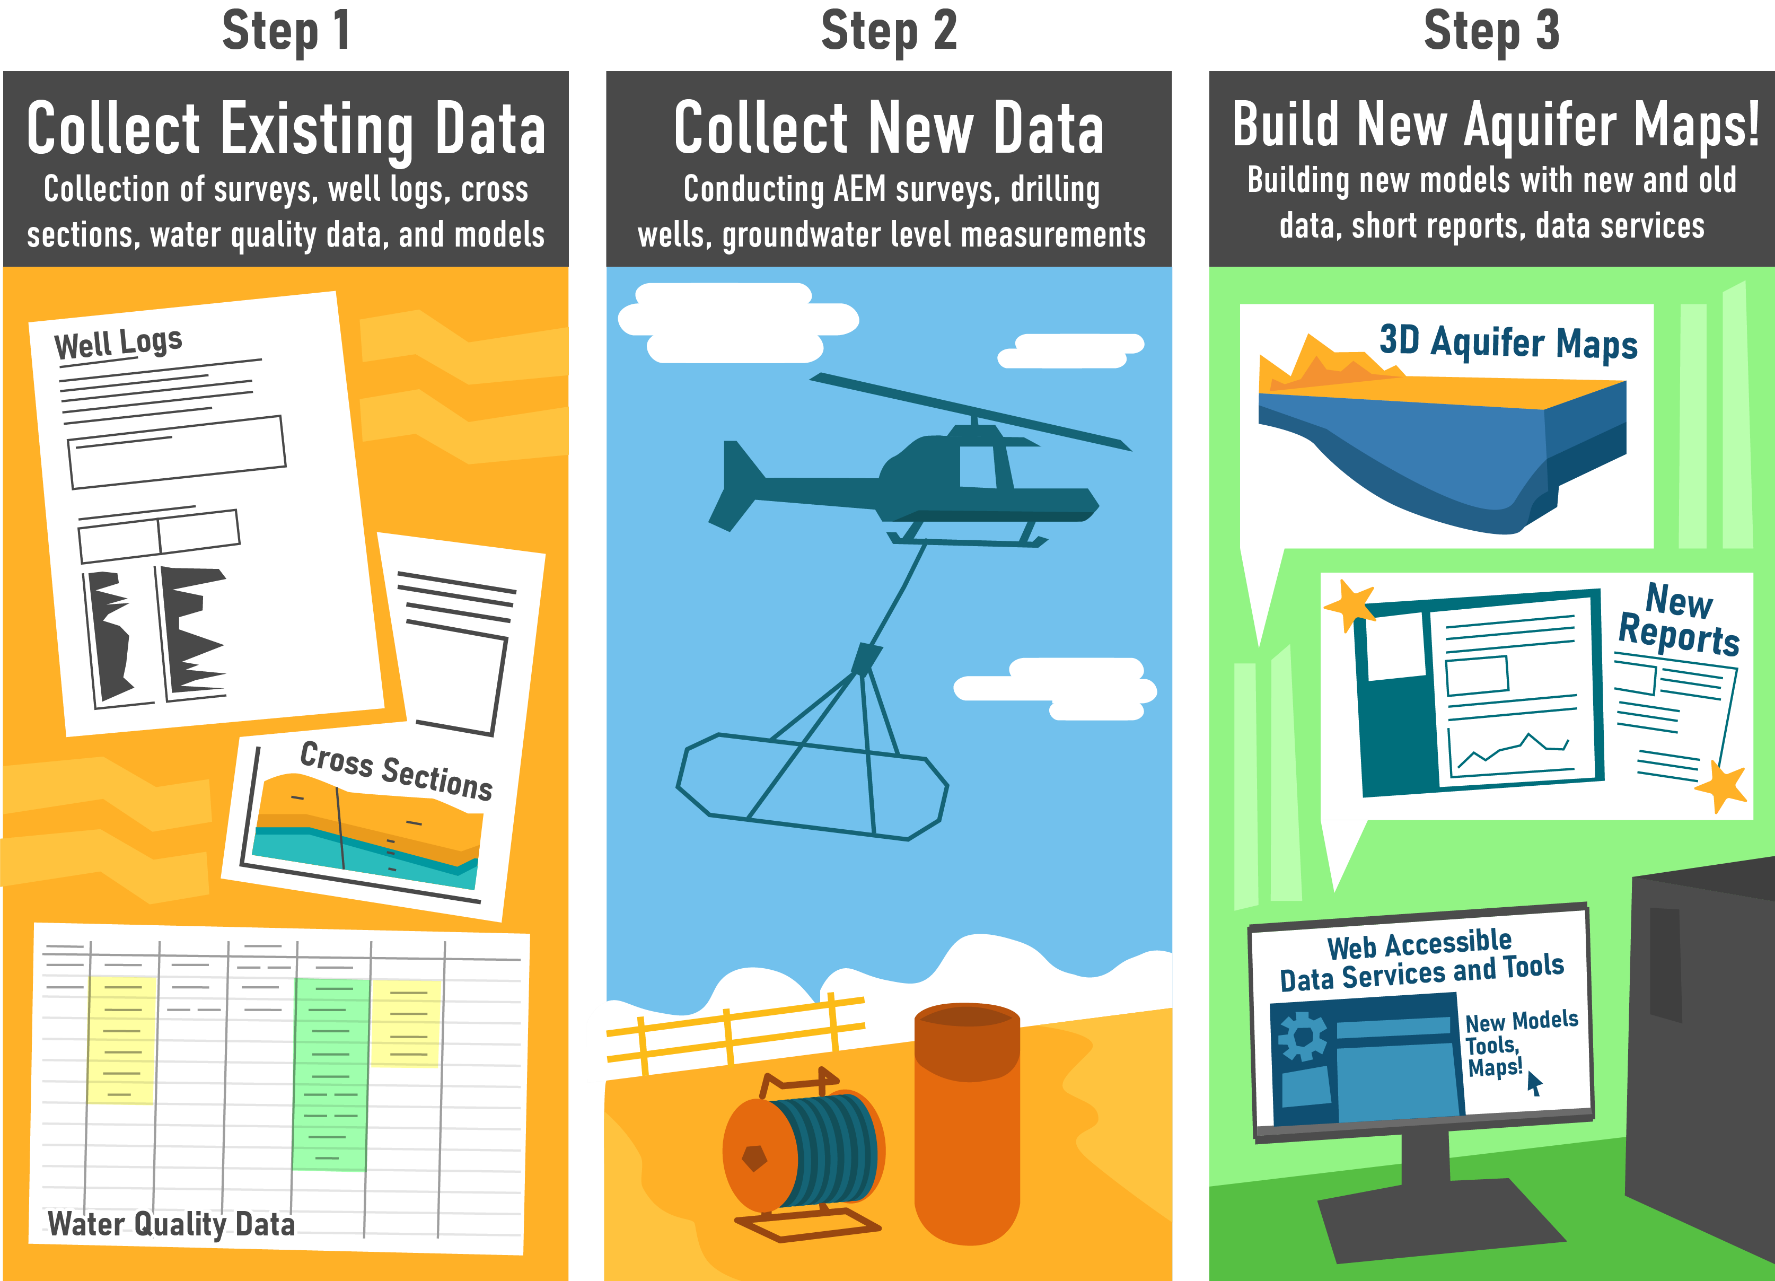 Step 1
Collect Existing Data
Collection of surveys, well logs, cross
sections, water quality data, and models
Well Logs
Cross Sections
Water Quality Data
Step 2
Collect New Data
Conducting AEM surveys, drilling
wells, groundwater level measurements
Step 3
Build New Aquifer Maps!
Building new models with new and old
data, short reports, data services
3D Aquifer Maps
New
Reports
Web Accessible
Data Services and Tools
New Models
Tools,
Maps!